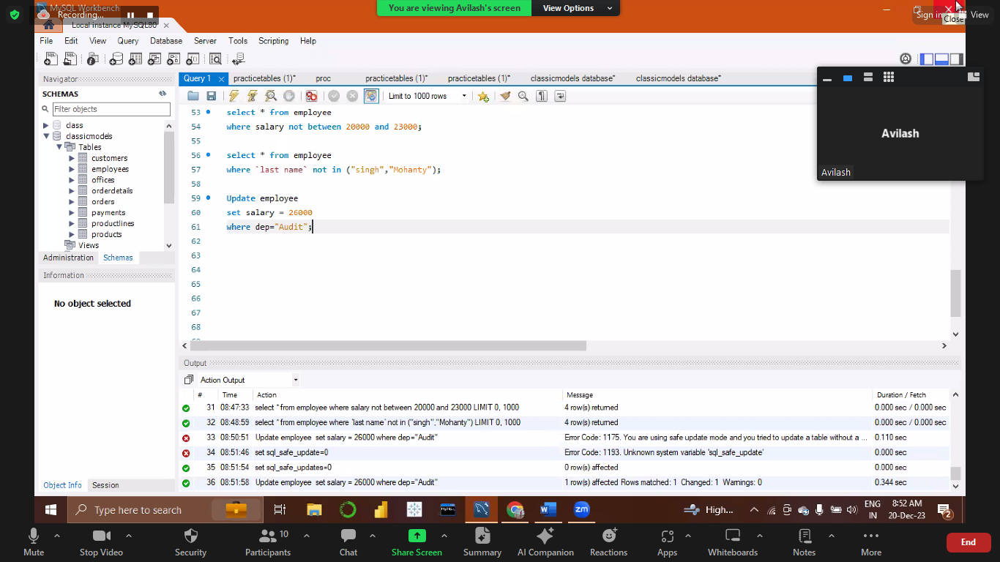 MySQL Workbench
Recording...
You are viewing Avilash's screen
View Options
Sign in
View
Close
Local instance MySQL80
File Edit View Query Database Server Tools Scripting Help
Navigator
Query 1 practicetables (1)* proc practicetables (1)* practicetables (1)* classicmodels database* classicmodels database*
SCHEMAS
Filter objects
Limit to 1000 rows
class
classicmodels
Tables
customers
employees
offices
orderdetails
orders
payments
productlines
products
Views
Administration Schemas
Information
No object selected
53 select * from employee
54 where salary not between 20000 and 23000;
55
56 select * from employee
57 where `last name` not in ("singh","Mohanty");
58
59 Update employee
60 set salary = 26000
61 where dep="Audit";
62
63
64
65
66
67
68
Avilash
Avilash
Output
Action Output
# Time Action Message Duration / Fetch
31 08:47:33 select * from employee where salary not between 20000 and 23000 LIMIT 0, 1000 4 row(s) returned 0.000 sec / 0.000 sec
32 08:48:59 select * from employee where `last name` not in ("singh","Mohanty") LIMIT 0, 1000 4 row(s) returned 0.000 sec / 0.000 sec
33 08:50:51 Update employee set salary = 26000 where dep="Audit" Error Code: 1175. You are using safe update mode and you tried to update a table without a ... 0.110 sec
34 08:51:46 set sql_safe_update=0 Error Code: 1193. Unknown system variable 'sql_safe_update' 0.000 sec
35 08:51:54 set sql_safe_updates=0 0 row(s) affected 0.000 sec
36 08:51:58 Update employee set salary = 26000 where dep="Audit" 1 row(s) affected Rows matched: 1 Changed: 1 Warnings: 0 0.344 sec
Object Info Session
Type here to search
High...
ENG
IN
8:52 AM
20-Dec-23
2
zm
Mute
Stop Video
Security
Participants
10
Chat
Share Screen
Summary
AI Companion
Reactions
Apps
Whiteboards
Notes
More
End